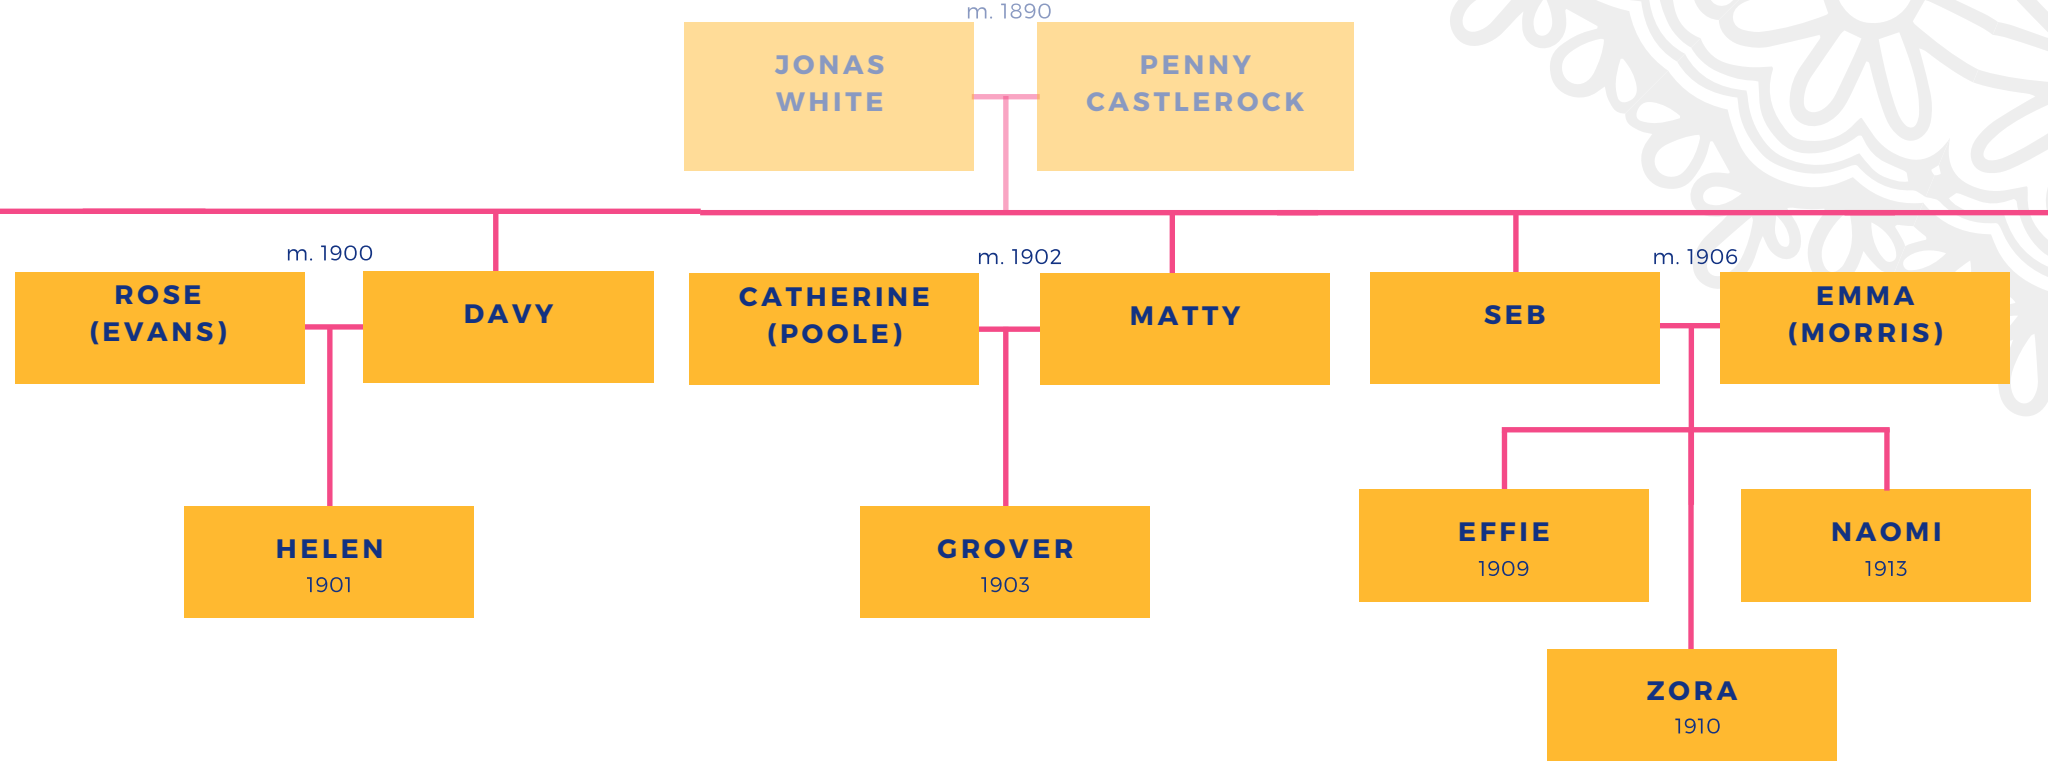 m. 1890
JONAS
WHITE
PENNY
CASTLEROCK
m. 1900
ROSE
(EVANS)
DAVY
m. 1902
CATHERINE
(POOLE)
MATTY
m. 1906
SEB
EMMA
(MORRIS)
HELEN
1901
GROVER
1903
EFFIE
1909
NAOMI
1913
ZORA
1910